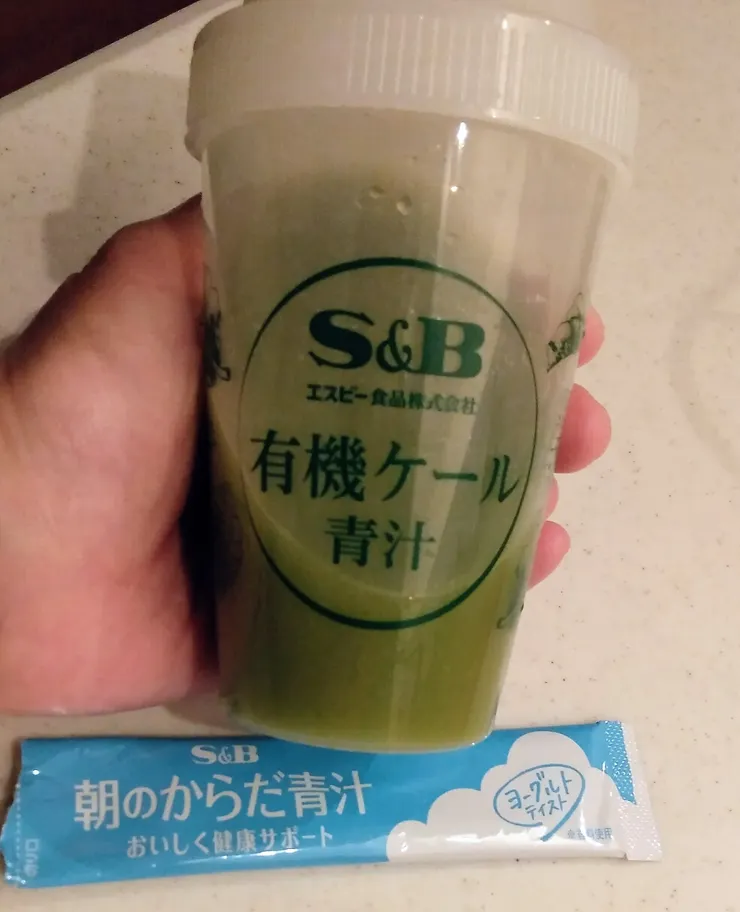 S&B
エスビー食品株式会社
有機ケール
青汁
S&B
朝のからだ青汁
おいしく健康サポート
ヨーグルト
テイスト